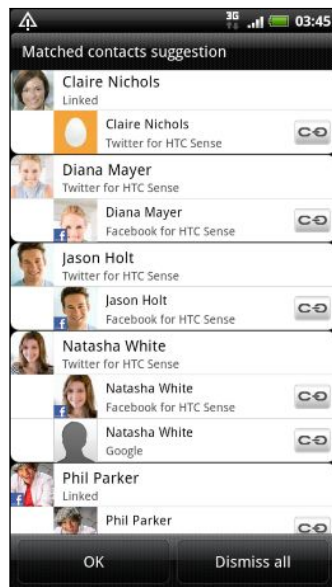 3G
03:45
Matched contacts suggestion
Claire Nichols
Linked
Claire Nichols
Twitter for HTC Sense
Diana Mayer
Twitter for HTC Sense
Diana Mayer
Facebook for HTC Sense
Jason Holt
Twitter for HTC Sense
Jason Holt
Facebook for HTC Sense
Natasha White
Twitter for HTC Sense
Natasha White
Facebook for HTC Sense
Natasha White
Google
Phil Parker
Linked
Phil Parker
OK
Dismiss all